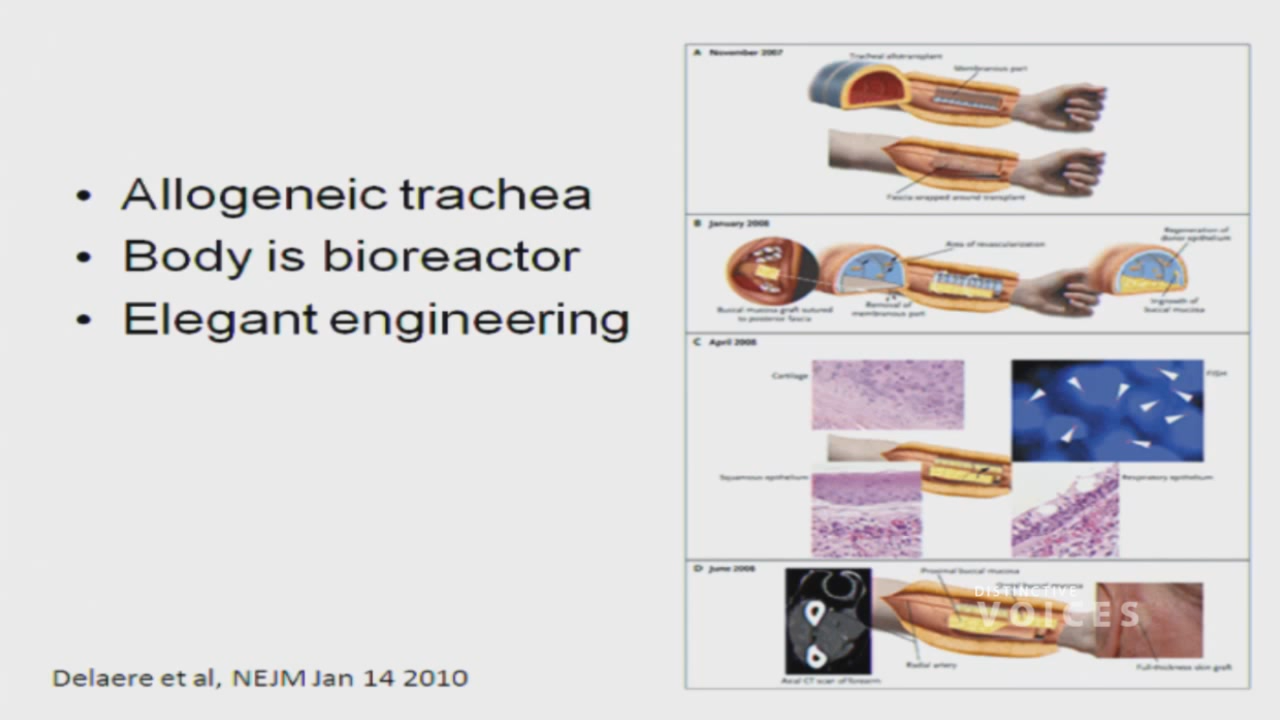 • Allogeneic trachea
• Body is bioreactor
• Elegant engineering
Delaere et al, NEJM Jan 14 2010
A November 2007
Tracheal allotransplant
Membranous part
Fascia wrapped around transplant
B January 2008
Regeneration of
donor epithelium
Area of revascularization
Buccal mucosa graft sutured
to posterior fascia
Removal of
membranous part
Ingrowth of
buccal mucosa
C April 2008
Cartilage
FISH
Squamous epithelium
Respiratory epithelium
D June 2008
Proximal buccal mucosa
DISTINCTIVE
VOICES
Radial artery
Full-thickness skin graft
Axial CT scan of forearm